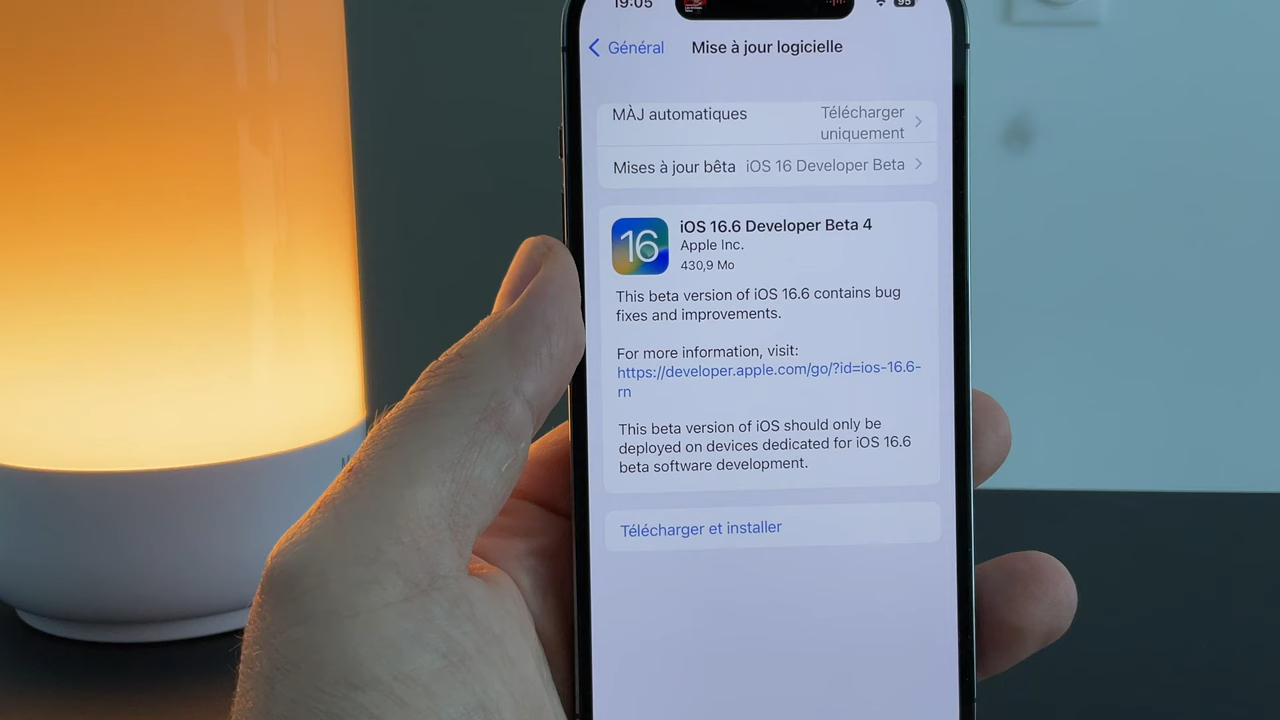 19:05
95
Général
Mise à jour logicielle
MÀJ automatiques
Télécharger
uniquement
Mises à jour bêta
iOS 16 Developer Beta
16
iOS 16.6 Developer Beta 4
Apple Inc.
430,9 Mo
This beta version of iOS 16.6 contains bug
fixes and improvements.
For more information, visit:
https://developer.apple.com/go/?id=ios-16.6-
rn
This beta version of iOS should only be
deployed on devices dedicated for iOS 16.6
beta software development.
Télécharger et installer